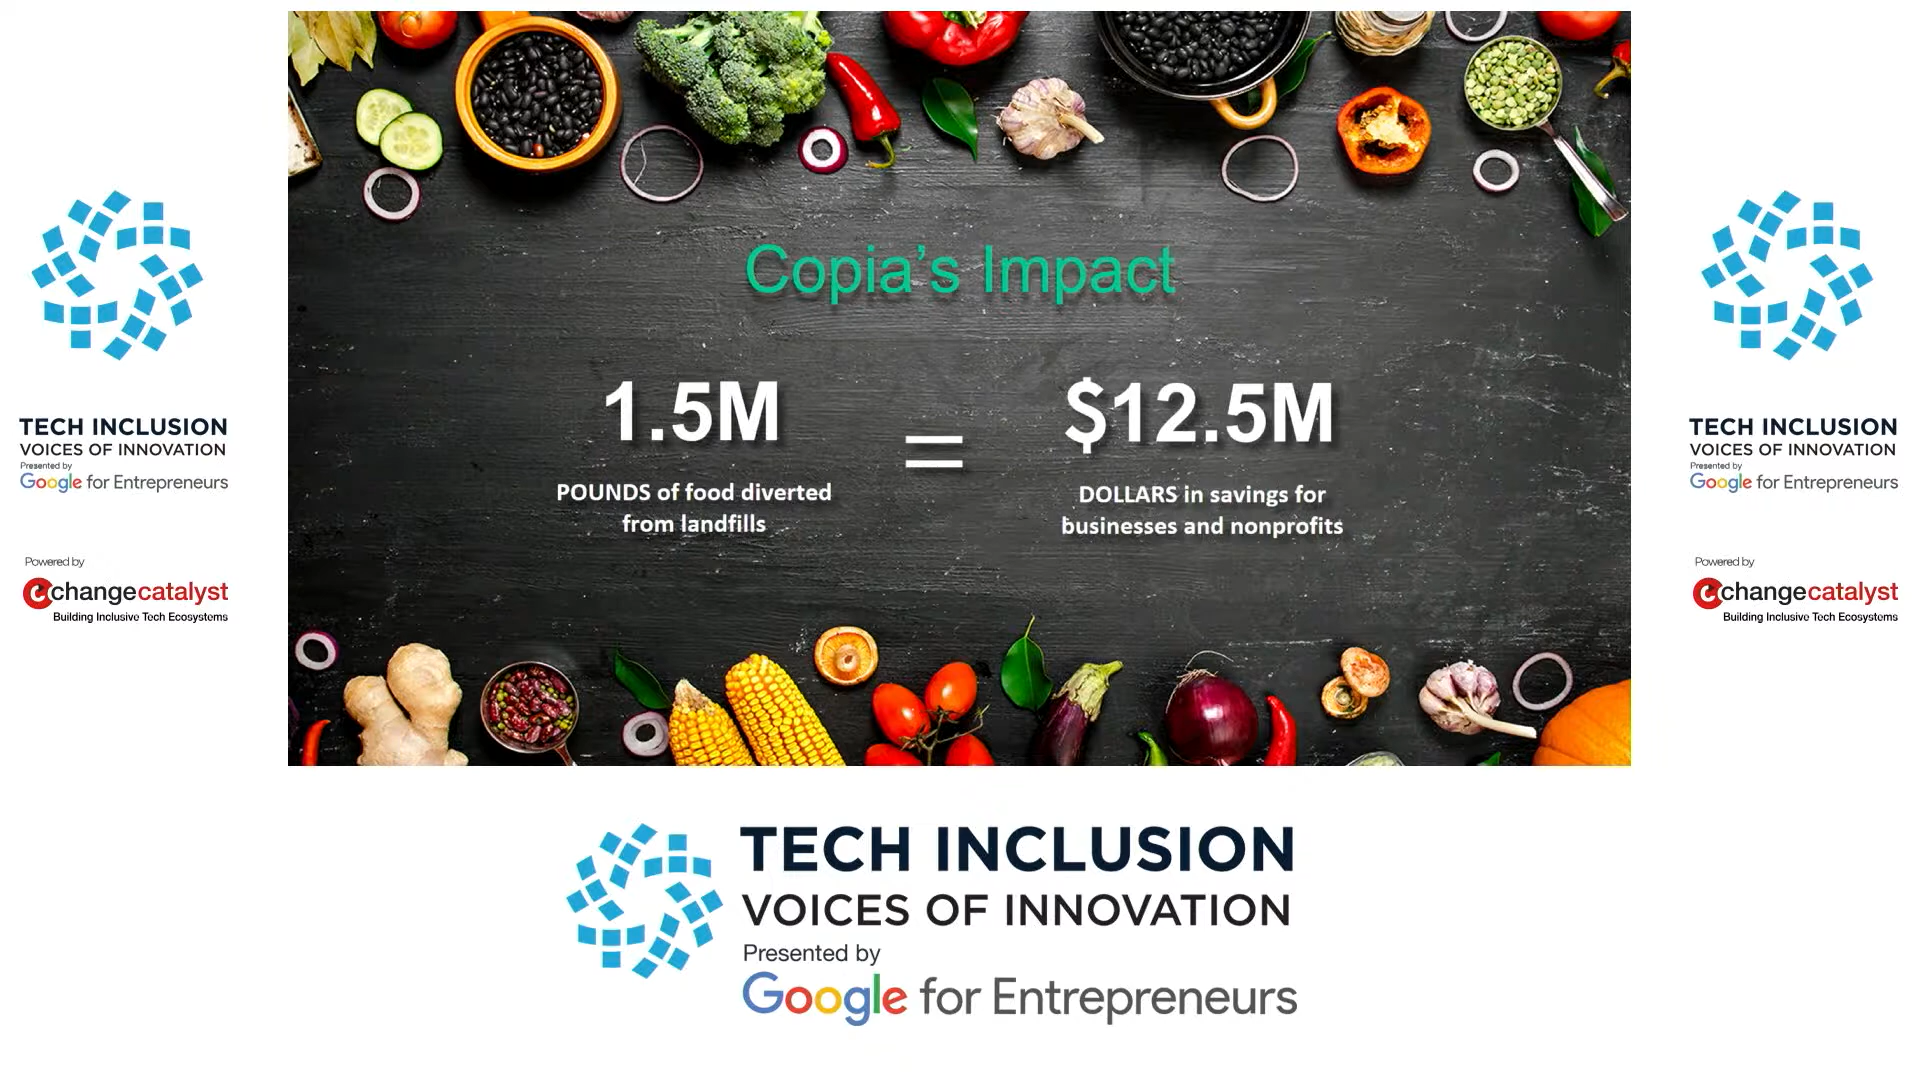 Copia's Impact
1.5M
POUNDS of food diverted
from landfills
=
$12.5M
DOLLARS in savings for
businesses and nonprofits
TECH INCLUSION
VOICES OF INNOVATION
Presented by
Google for Entrepreneurs
Powered by
changecatalyst
Building Inclusive Tech Ecosystems
TECH INCLUSION
VOICES OF INNOVATION
Presented by
Google for Entrepreneurs
Powered by
changecatalyst
Building Inclusive Tech Ecosystems
TECH INCLUSION
VOICES OF INNOVATION
Presented by
Google for Entrepreneurs